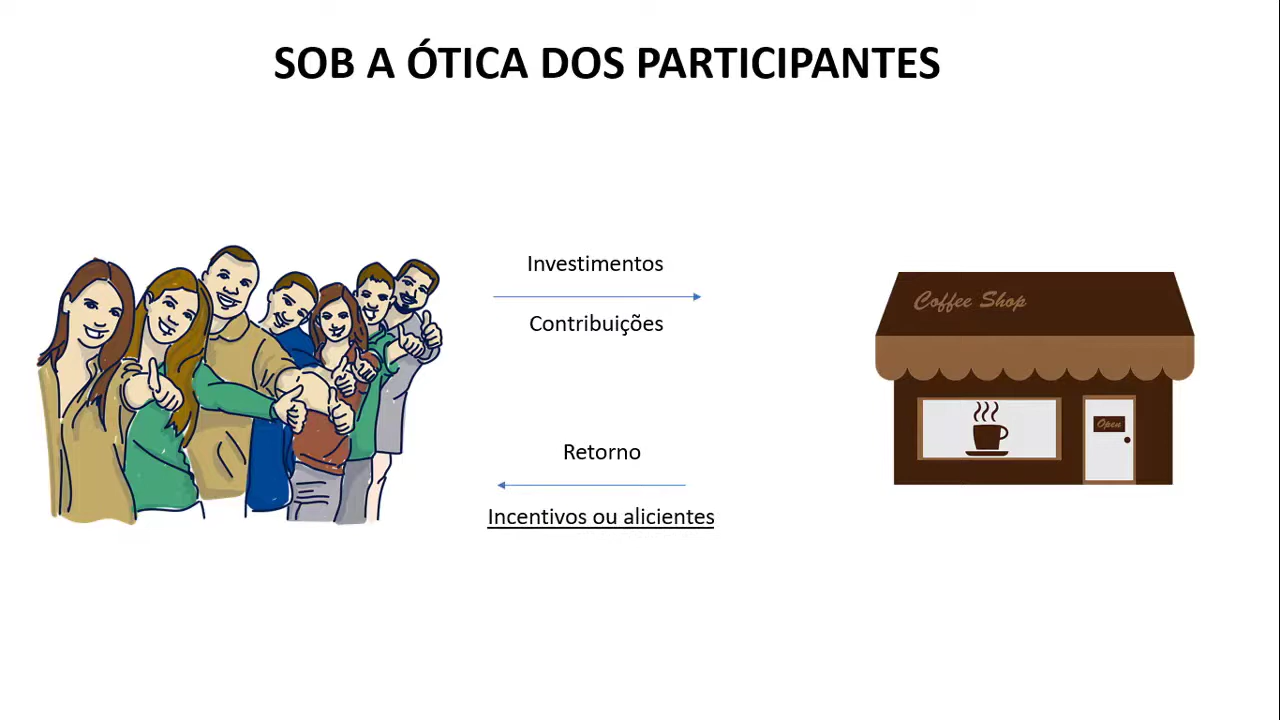 SOB A ÓTICA DOS PARTICIPANTES
Investimentos
Contribuições
Coffee Shop
Open
Retorno
Incentivos ou alicientes